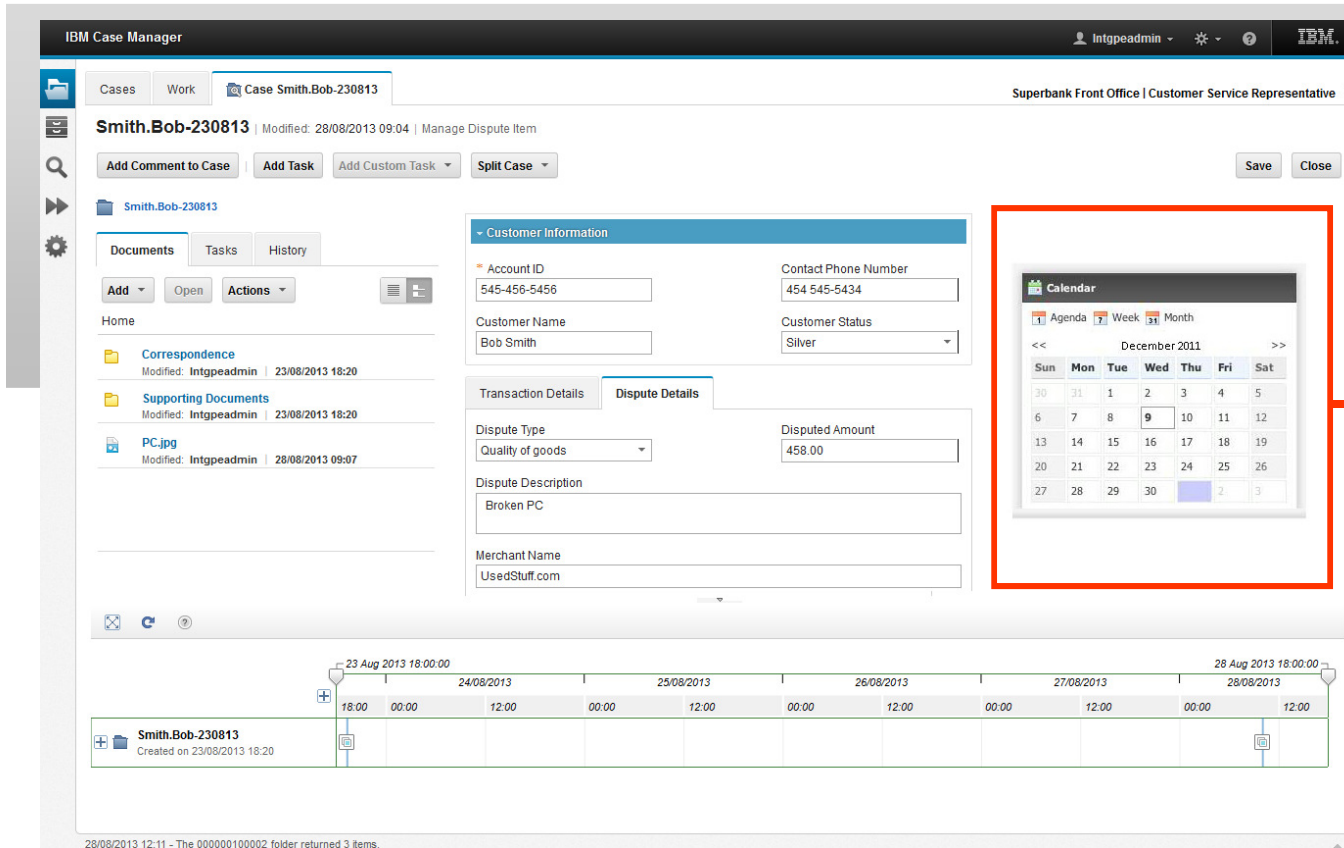 IBM Case Manager
Intgpeadmin
IBM.
Cases Work Case Smith.Bob-230813
Superbank Front Office | Customer Service Representative
Smith.Bob-230813 | Modified: 28/08/2013 09:04 | Manage Dispute Item
Add Comment to Case Add Task Add Custom Task Split Case Save Close
Smith.Bob-230813
Documents Tasks History
Add Open Actions
Home
Correspondence
Modified: Intgpeadmin | 23/08/2013 18:20
Supporting Documents
Modified: Intgpeadmin | 23/08/2013 18:20
PC.jpg
Modified: Intgpeadmin | 28/08/2013 09:07
Customer Information
* Account ID Contact Phone Number
545-456-5456 454 545-5434
Customer Name Customer Status
Bob Smith Silver
Transaction Details Dispute Details
Dispute Type Disputed Amount
Quality of goods 458.00
Dispute Description
Broken PC
Merchant Name
UsedStuff.com
Calendar
1 Agenda 7 Week 31 Month
<< December 2011 >>
Sun Mon Tue Wed Thu Fri Sat
30 31 1 2 3 4 5
6 7 8 9 10 11 12
13 14 15 16 17 18 19
20 21 22 23 24 25 26
27 28 29 30 2 3
23 Aug 2013 18:00:00 28 Aug 2013 18:00:00
24/08/2013 25/08/2013 26/08/2013 27/08/2013 28/08/2013
18:00 00:00 12:00 00:00 12:00 00:00 12:00 00:00 12:00 00:00 12:00
Smith.Bob-230813
Created on 23/08/2013 18:20
28/08/2013 12:11 - The 000000100002 folder returned 3 items.